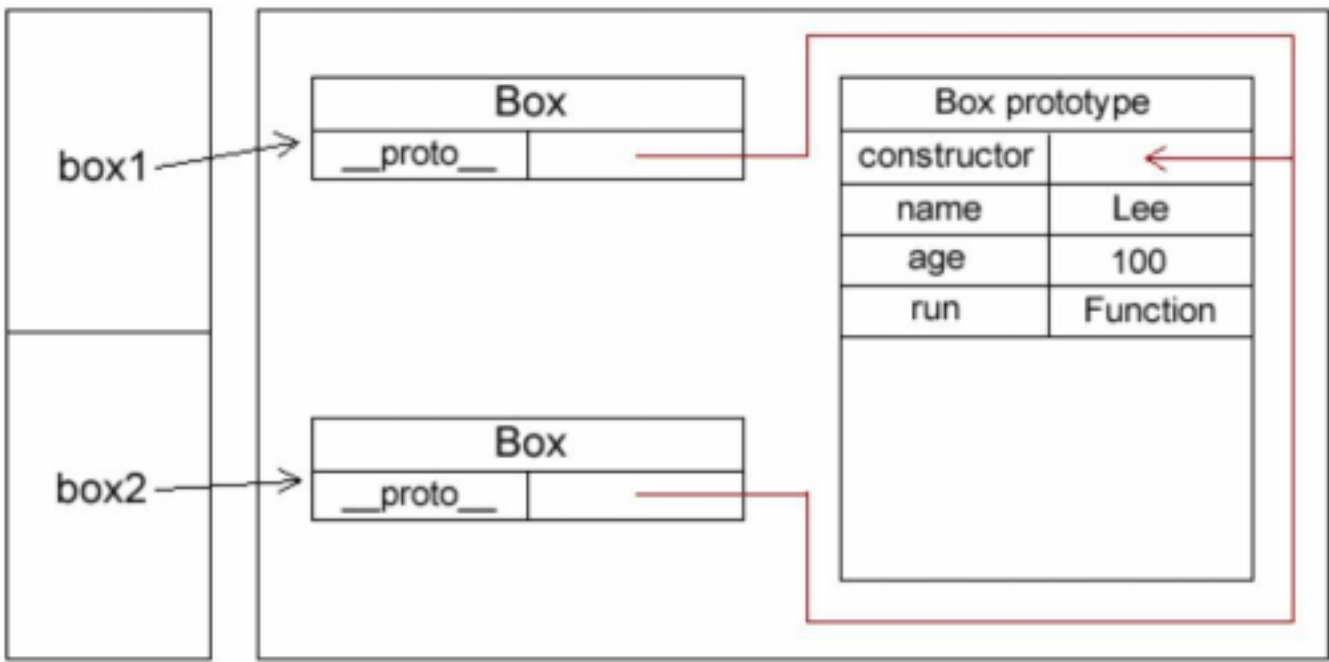 box1
Box
__proto__
box2
Box
__proto__
Box prototype
constructor
name Lee
age 100
run Function